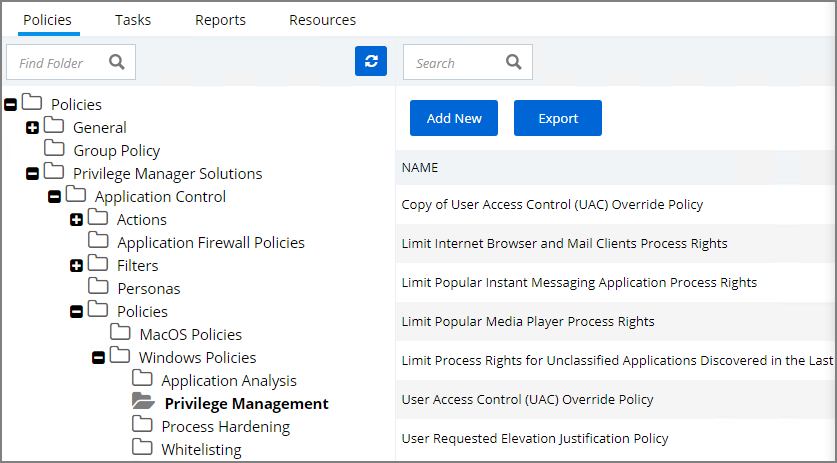 Policies Tasks Reports Resources
Find Folder
Search
Policies
General
Group Policy
Privilege Manager Solutions
Application Control
Actions
Application Firewall Policies
Filters
Personas
Policies
MacOS Policies
Windows Policies
Application Analysis
Privilege Management
Process Hardening
Whitelisting
Add New Export
NAME
Copy of User Access Control (UAC) Override Policy
Limit Internet Browser and Mail Clients Process Rights
Limit Popular Instant Messaging Application Process Rights
Limit Popular Media Player Process Rights
Limit Process Rights for Unclassified Applications Discovered in the Last
User Access Control (UAC) Override Policy
User Requested Elevation Justification Policy